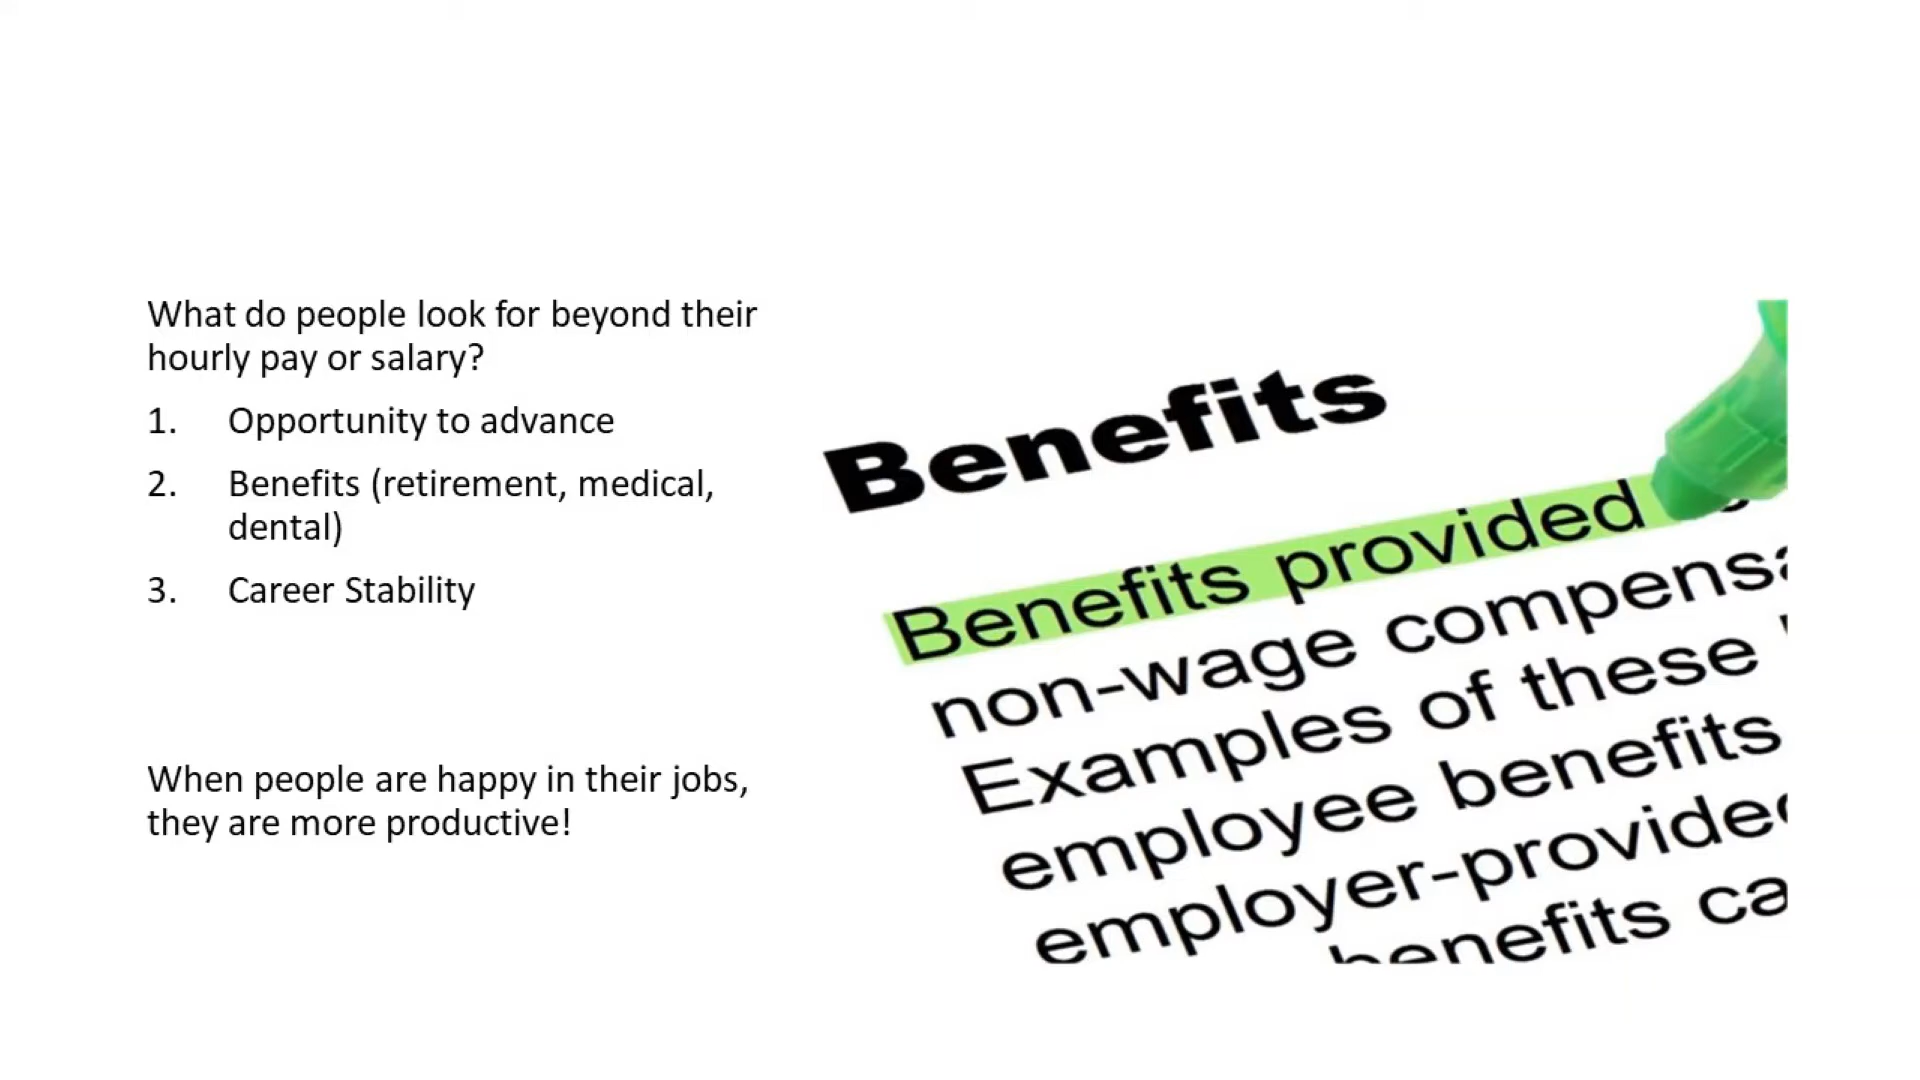 What do people look for beyond their
hourly pay or salary?
1. Opportunity to advance
2. Benefits (retirement, medical,
dental)
3. Career Stability
When people are happy in their jobs,
they are more productive!
Benefits
Benefits provided
non-wage
Examples of these
employee benefits
employer-provided
benefits